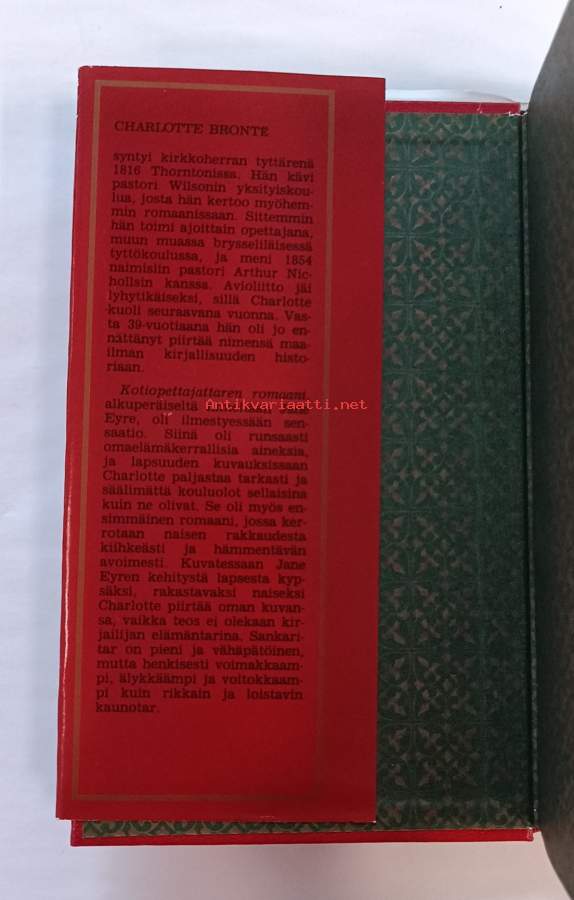 CHARLOTTE BRONTE
syntyi kirkkoherran tyttärenä
1816 Thorntonissa. Hän kävi
pastori Wilsonin yksityiskou-
lua, josta hän kertoo myöhem-
min romaanissaan. Sittemmin
hän toimi ajoittain opettajana,
muun muassa brysseliläisessä
tyttökoulussa, ja meni 1854
naimisiin pastori Arthur Nic-
hollsin kanssa. Avioliitto jäi
lyhytikäiseksi, sillä Charlotte
kuoli seuraavana vuonna. Vas-
ta 39-vuotiaana hän oli jo en-
nättänyt piirtää nimensä maa-
ilman kirjallisuuden histo-
riaan.
Kotiopettajattaren romaani,
alkuperäiseltä Jane
Antikvariaatti.net
Eyre, oli ilmestyessään sen-
saatio. Siinä oli runsaasti
omaelämäkerrallisia aineksia,
ja lapsuuden kuvauksissaan
Charlotte paljastaa tarkasti ja
säälimättä kouluolot sellaisina
kuin ne olivat. Se oli myös en-
simmäinen romaani, jossa ker-
rotaan naisen rakkaudesta
kiihkeästi ja hämmentävän
avoimesti. Kuvatessaan Jane
Eyren kehitystä lapsesta kyp-
säksi, rakastavaksi naiseksi
Charlotte piirtää oman kuvan-
sa, vaikka teos ei olekaan kir-
jailijan elämäntarina. Sankari-
tar on pieni ja vähäpätöinen,
mutta henkisesti voimakkaam-
pi, älykkäämpi ja voitokkaam-
pi kuin rikkain ja loistavin
kaunotar.